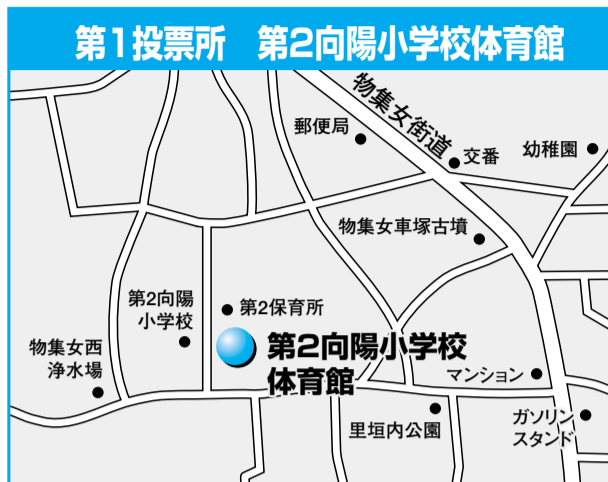 第1投票所　第2向陽小学校体育館
物集女街道
郵便局
交番
幼稚園
物集女車塚古墳
第2向陽
小学校
第2保育所
物集女西
浄水場
第2向陽小学校
体育館
マンション
里垣内公園
ガソリン
スタンド